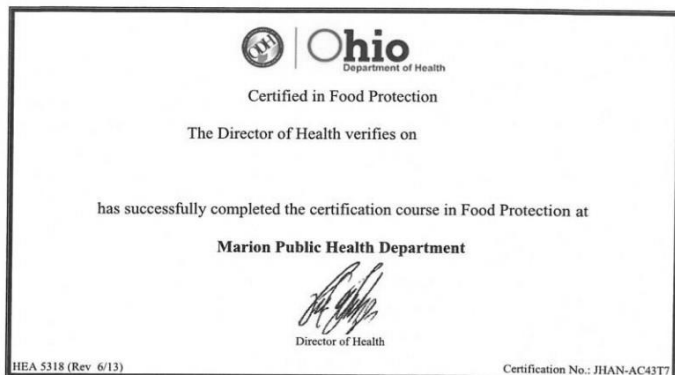 ODH
Ohio
Department of Health
Certified in Food Protection
The Director of Health verifies on
has successfully completed the certification course in Food Protection at
Marion Public Health Department
Director of Health
HEA 5318 (Rev 6/13)
Certification No.: JHAN-AC43T7